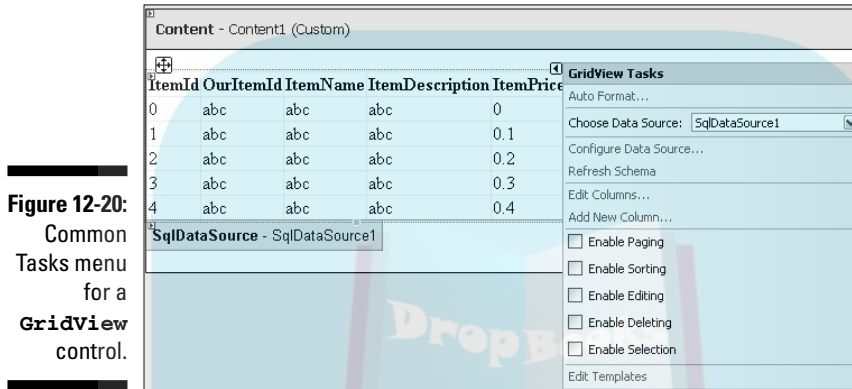 Content - Content1 (Custom)
ItemId OurItemId ItemName ItemDescription ItemPrice
0 abc abc abc 0
1 abc abc abc 0.1
2 abc abc abc 0.2
3 abc abc abc 0.3
4 abc abc abc 0.4
SqlDataSource - SqlDataSource1
GridView Tasks
Auto Format...
Choose Data Source: SqlDataSource1
Configure Data Source...
Refresh Schema
Edit Columns...
Add New Column...
Enable Paging
Enable Sorting
Enable Editing
Enable Deleting
Enable Selection
Edit Templates
Figure 12-20:
Common
Tasks menu
for a
GridView
control.